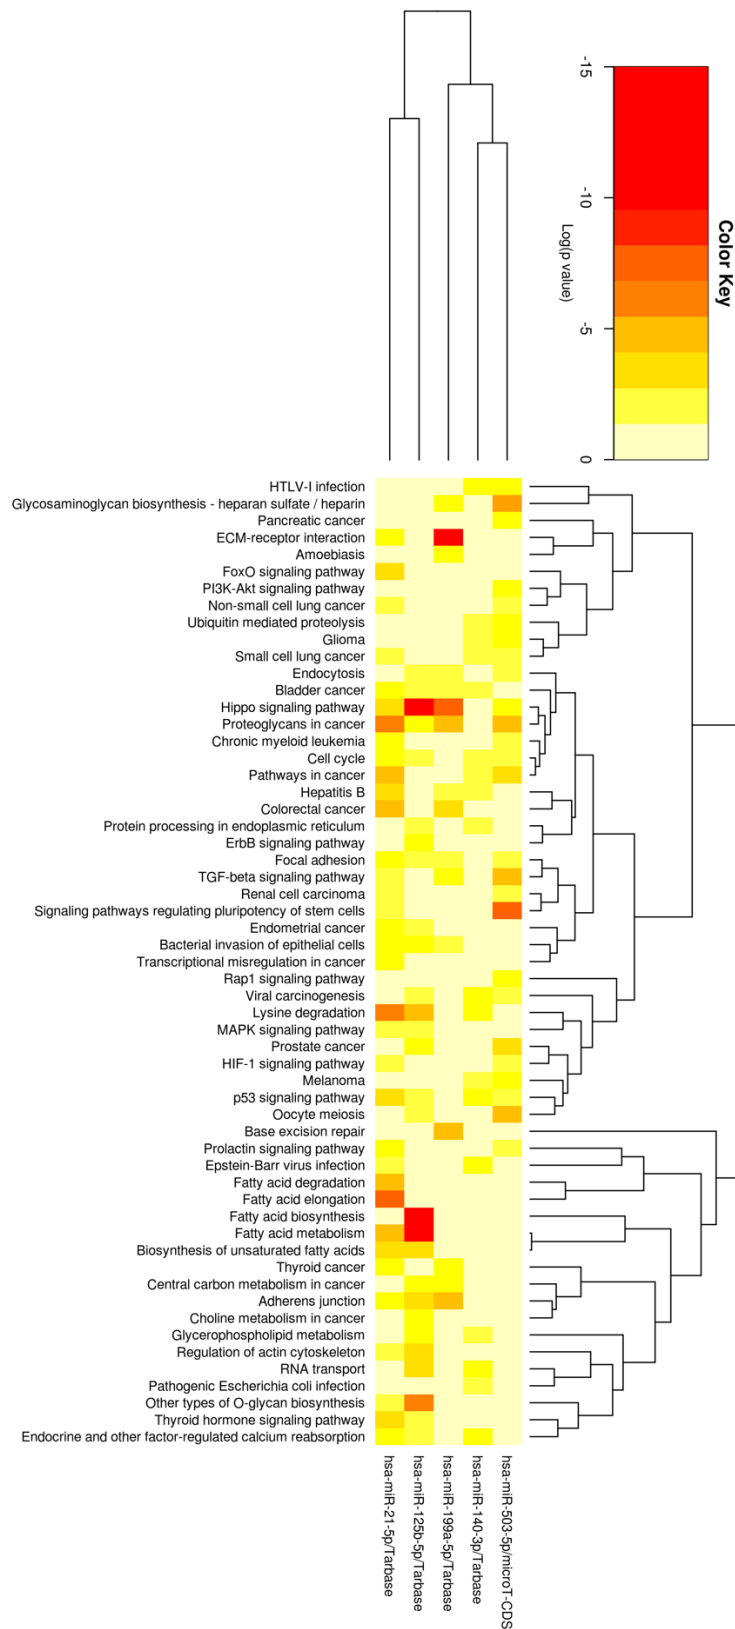 Color Key
-15
-10
-5
0
Log(p value)
HTLV-I infection
Glycosaminoglycan biosynthesis - heparan sulfate / heparin
Pancreatic cancer
ECM-receptor interaction
Amoebiasis
FoxO signaling pathway
PI3K-Akt signaling pathway
Non-small cell lung cancer
Ubiquitin mediated proteolysis
Glioma
Small cell lung cancer
Endocytosis
Bladder cancer
Hippo signaling pathway
Proteoglycans in cancer
Chronic myeloid leukemia
Cell cycle
Pathways in cancer
Hepatitis B
Colorectal cancer
Protein processing in endoplasmic reticulum
ErbB signaling pathway
Focal adhesion
TGF-beta signaling pathway
Renal cell carcinoma
Signaling pathways regulating pluripotency of stem cells
Endometrial cancer
Bacterial invasion of epithelial cells
Transcriptional misregulation in cancer
Rap1 signaling pathway
Viral carcinogenesis
Lysine degradation
MAPK signaling pathway
Prostate cancer
HIF-1 signaling pathway
Melanoma
p53 signaling pathway
Oocyte meiosis
Base excision repair
Prolactin signaling pathway
Epstein-Barr virus infection
Fatty acid degradation
Fatty acid elongation
Fatty acid biosynthesis
Fatty acid metabolism
Biosynthesis of unsaturated fatty acids
Thyroid cancer
Central carbon metabolism in cancer
Adherens junction
Choline metabolism in cancer
Glycerophospholipid metabolism
Regulation of actin cytoskeleton
RNA transport
Pathogenic Escherichia coli infection
Other types of O-glycan biosynthesis
Thyroid hormone signaling pathway
Endocrine and other factor-regulated calcium reabsorption
hsa-miR-21-5p/Tarbase
hsa-miR-125b-5p/Tarbase
hsa-miR-199a-5p/Tarbase
hsa-miR-140-3p/Tarbase
hsa-miR-503-5p/microT-CDS